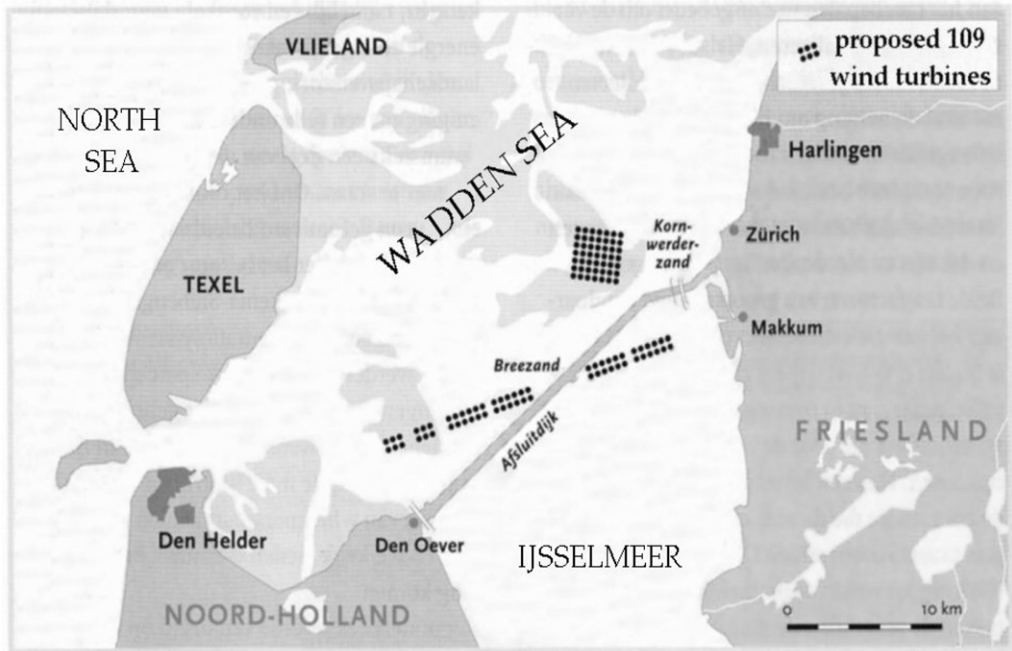 VLIELAND
proposed 109
wind turbines
NORTH
SEA
WADDEN SEA
Harlingen
Korn-
werder-
zand
Zürich
TEXEL
Makkum
Breezand
Afsluitdijk
FRIESLAND
Den Helder
Den Oever
IJSSELMEER
NOORD-HOLLAND
0 10 km